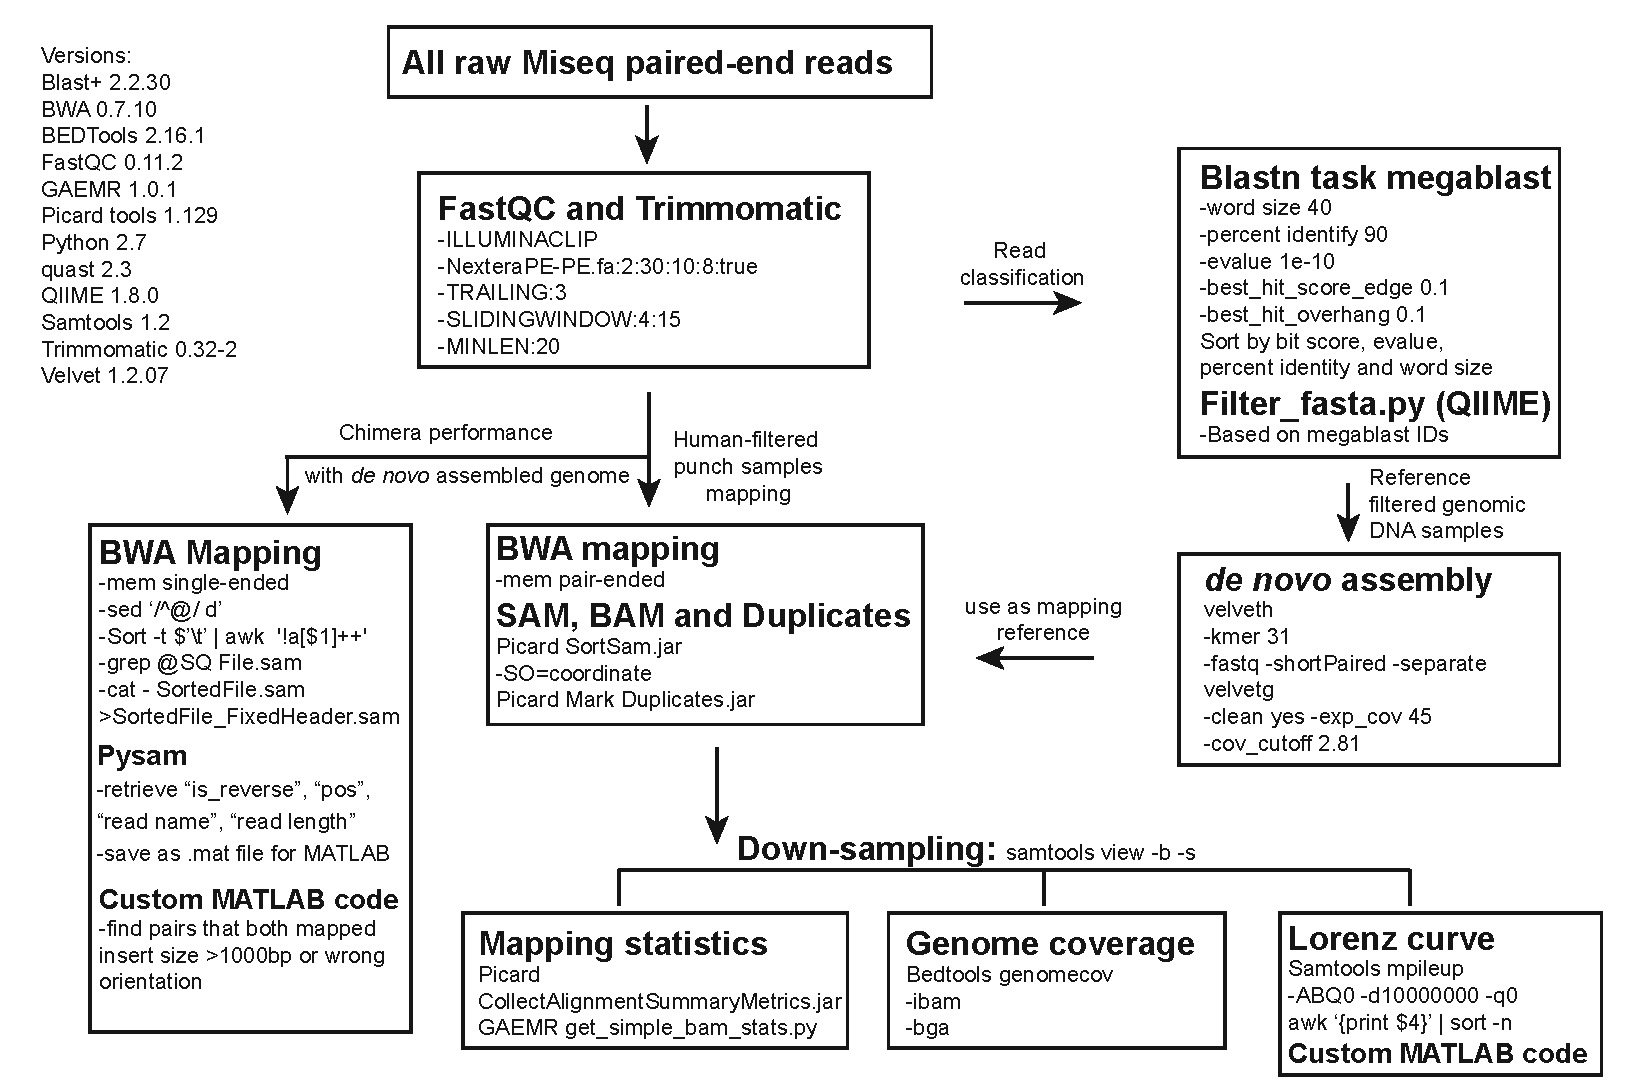 Versions:
Blast+ 2.2.30
BWA 0.7.10
BEDTools 2.16.1
FastQC 0.11.2
GAEMR 1.0.1
Picard tools 1.129
Python 2.7
quast 2.3
QIIME 1.8.0
Samtools 1.2
Trimmomatic 0.32-2
Velvet 1.2.07
All raw Miseq paired-end reads
FastQC and Trimmomatic
-ILLUMINACLIP
-NexteraPE-PE.fa:2:30:10:8:true
-TRAILING:3
-SLIDINGWINDOW:4:15
-MINLEN:20
Read
classification
Blastn task megablast
-word size 40
-percent identify 90
-evalue 1e-10
-best_hit_score_edge 0.1
-best_hit_overhang 0.1
Sort by bit score, evalue,
percent identity and word size
Filter_fasta.py (QIIME)
-Based on megablast IDs
Chimera performance
with de novo assembled genome
Human-filtered
punch samples
mapping
Reference
filtered genomic
DNA samples
BWA Mapping
-mem single-ended
-sed ‘/^@/ d’
-Sort -t $’\t’ | awk '!a[$1]++'
-grep @SQ File.sam
-cat - SortedFile.sam
>SortedFile_FixedHeader.sam
Pysam
-retrieve “is_reverse”, “pos”,
“read name”, “read length”
-save as .mat file for MATLAB
Custom MATLAB code
-find pairs that both mapped
insert size >1000bp or wrong
orientation
BWA mapping
-mem pair-ended
SAM, BAM and Duplicates
Picard SortSam.jar
-SO=coordinate
Picard Mark Duplicates.jar
use as mapping
reference
de novo assembly
velveth
-kmer 31
-fastq -shortPaired -separate
velvetg
-clean yes -exp_cov 45
-cov_cutoff 2.81
Down-sampling: samtools view -b -s
Mapping statistics
Picard
CollectAlignmentSummaryMetrics.jar
GAEMR get_simple_bam_stats.py
Genome coverage
Bedtools genomecov
-ibam
-bga
Lorenz curve
Samtools mpileup
-ABQ0 -d10000000 -q0
awk ‘{print $4}’ | sort -n
Custom MATLAB code